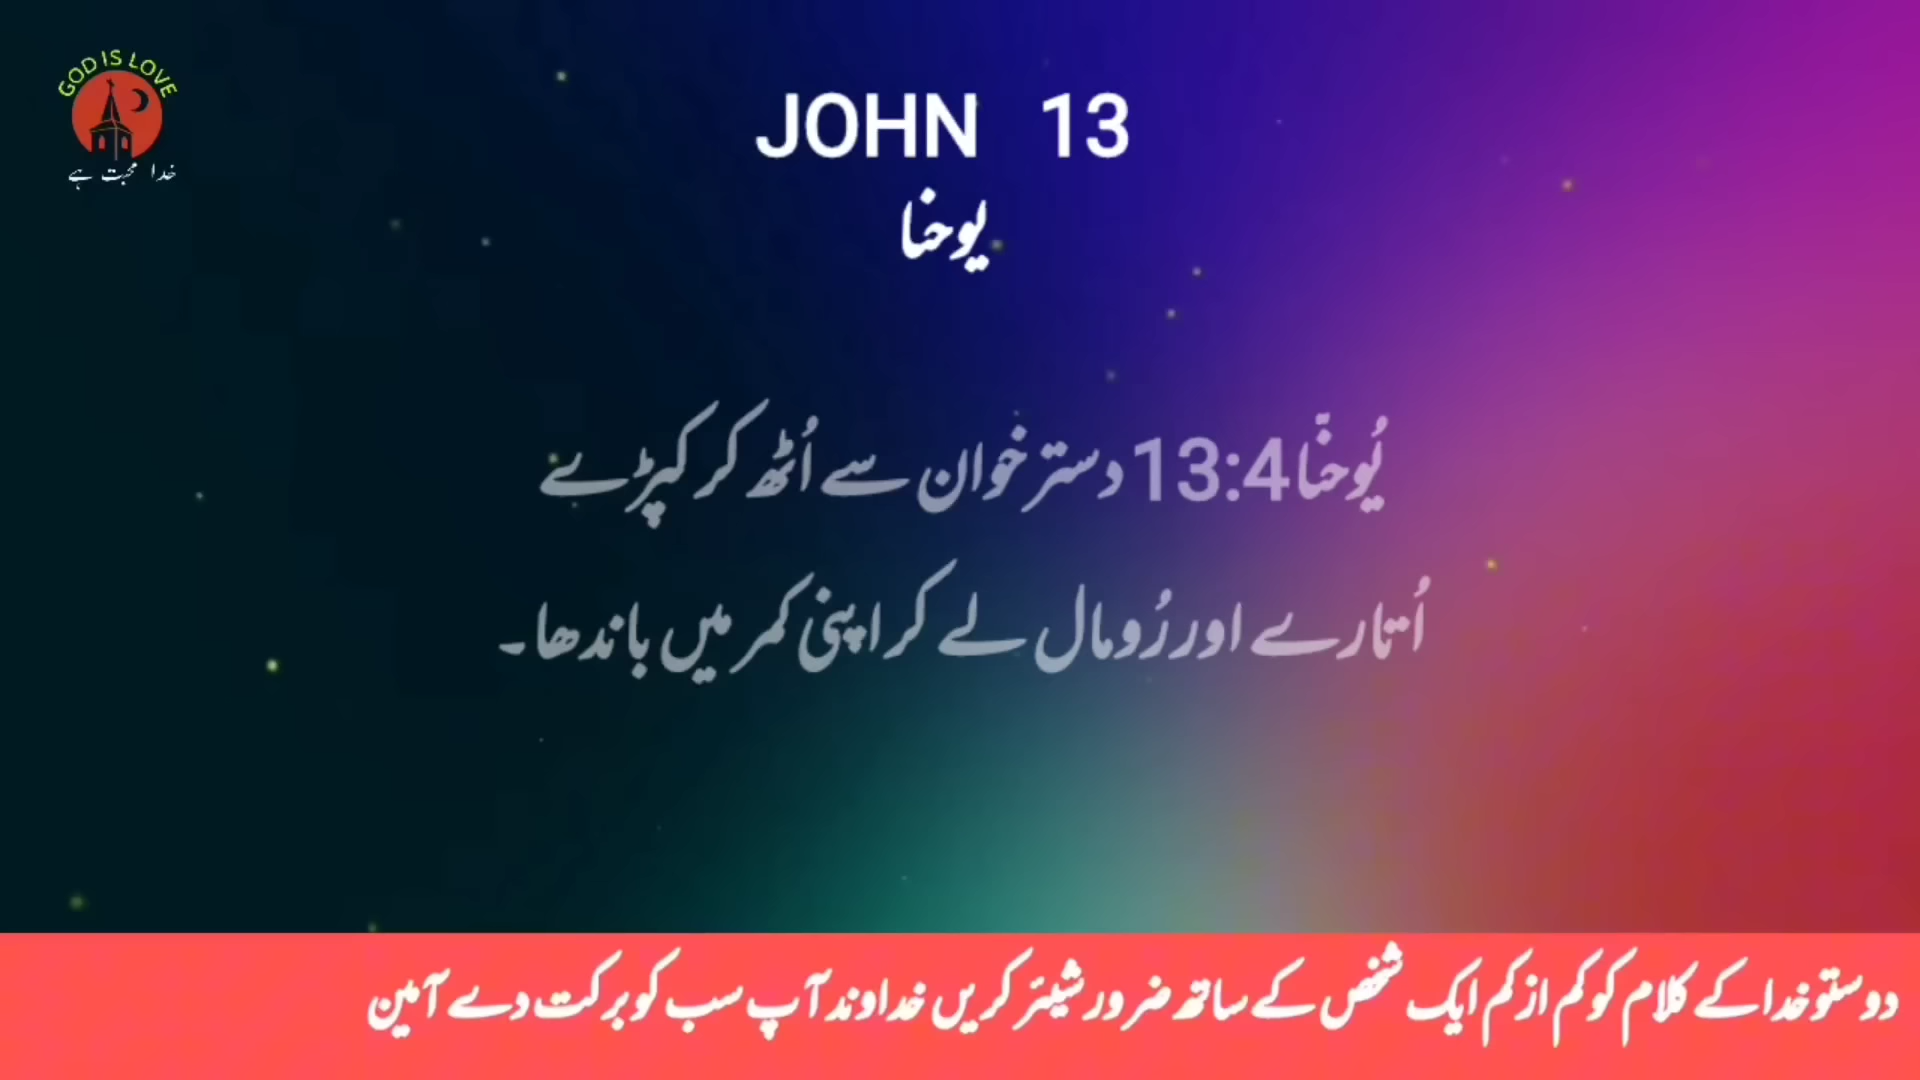 GOD IS LOVE
خدا محبت ہے
JOHN 13
یوحنا
یُوحنّا 13:4 دسترخوان سے اُٹھ کر کپڑے
اُتارے اور رُومال لے کر اپنی کمر میں باندھا۔
دوستو خدا کے کلام کو کم از کم ایک شخص کے ساتھ ضرور شیئر کریں خداوند آپ سب کو برکت دے آمین